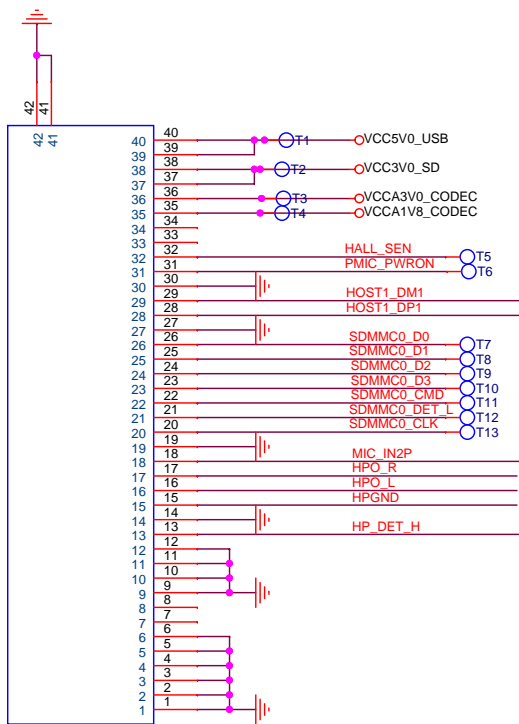 42 41
42 41
40 40 T1 VCC5V0_USB
39 39
38 38 T2 VCC3V0_SD
37 37
36 36 T3 VCCA3V0_CODEC
35 35 T4 VCCA1V8_CODEC
34 34
33 33
32 32 HALL_SEN T5
31 31 PMIC_PWRON T6
30 30
29 29 HOST1_DM1
28 28 HOST1_DP1
27 27
26 26 SDMMC0_D0 T7
25 25 SDMMC0_D1 T8
24 24 SDMMC0_D2 T9
23 23 SDMMC0_D3 T10
22 22 SDMMC0_CMD T11
21 21 SDMMC0_DET_L T12
20 20 SDMMC0_CLK T13
19 19
18 18 MIC_IN2P
17 17 HPO_R
16 16 HPO_L
15 15 HPGND
14 14
13 13 HP_DET_H
12 12
11 11
10 10
9 9
8 8
7 7
6 6
5 5
4 4
3 3
2 2
1 1